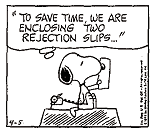 "TO SAVE TIME, WE ARE
ENCLOSING TWO
REJECTION SLIPS..."
4-5